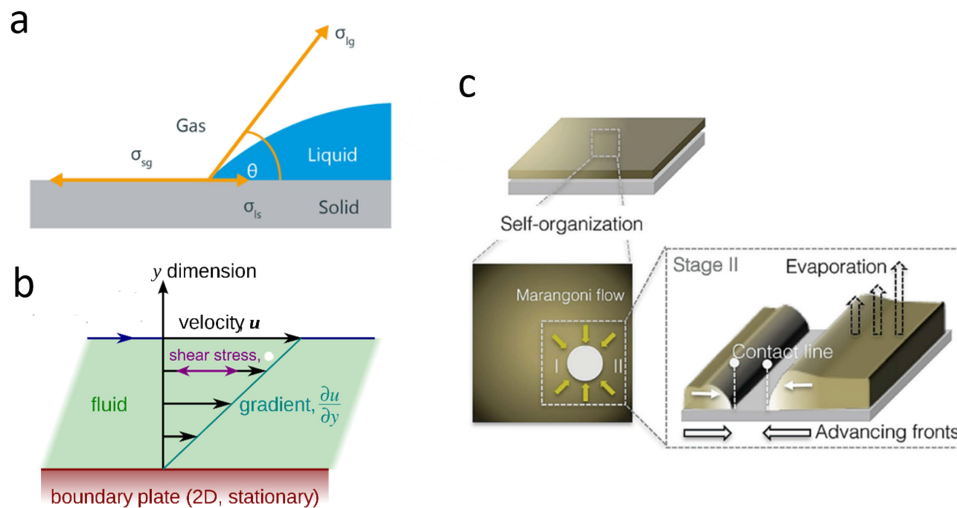 a
σlg
Gas
σsg
θ
Liquid
σls
Solid
b
y dimension
velocity, u
shear stress,
fluid
gradient, ∂u/∂y
boundary plate (2D, stationary)
c
Self-organization
Marangoni flow
I II
Stage II
Evaporation
Contact line
Advancing fronts